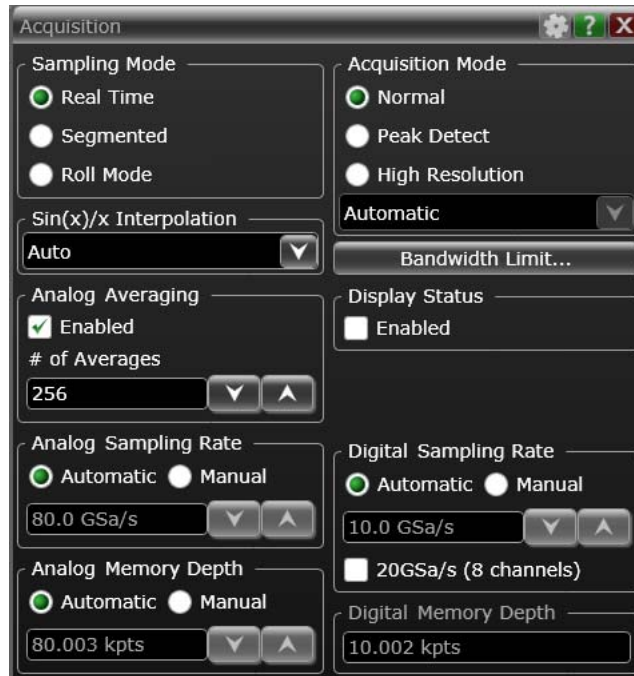 Acquisition
?
X
Sampling Mode
Real Time
Segmented
Roll Mode
Acquisition Mode
Normal
Peak Detect
High Resolution
Automatic
Sin(x)/x Interpolation
Auto
Bandwidth Limit...
Analog Averaging
Enabled
# of Averages
256
Display Status
Enabled
Analog Sampling Rate
Automatic Manual
80.0 GSa/s
Digital Sampling Rate
Automatic Manual
10.0 GSa/s
20GSa/s (8 channels)
Analog Memory Depth
Automatic Manual
80.003 kpts
Digital Memory Depth
10.002 kpts